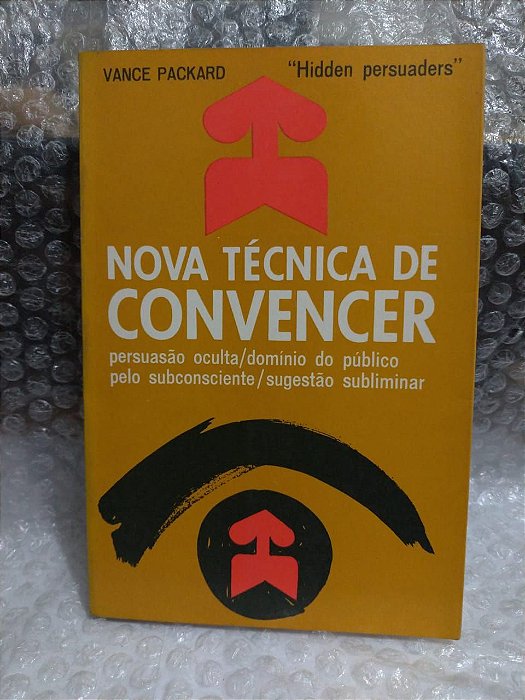 VANCE PACKARD "Hidden persuaders"
NOVA TÉCNICA DE
CONVENCER
persuasão oculta/domínio do público
pelo subconsciente/sugestão subliminar